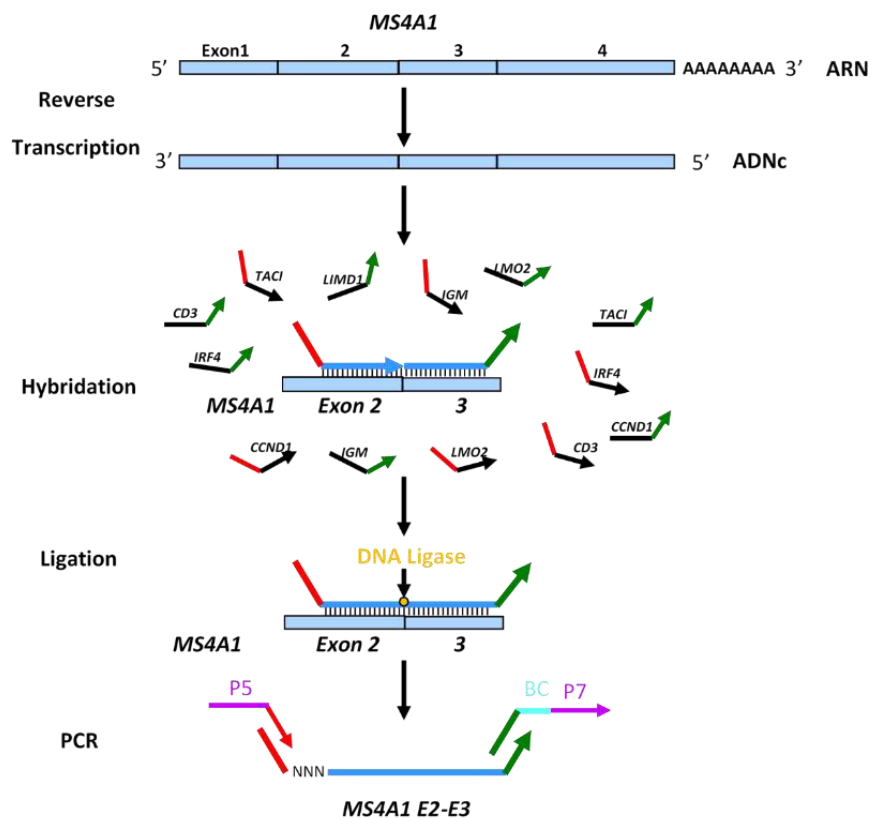 MS4A1
Exon1 2 3 4
5’ AAAAAAAA 3’ ARN
Reverse
Transcription
3’ 5’ ADNc
TACI LIMD1 IGM LMO2
CD3 TACI
IRF4 IRF4
Hybridation
MS4A1 Exon 2 3
CCND1
CCND1 IGM LMO2 CD3
Ligation
DNA Ligase
MS4A1 Exon 2 3
P5 BC P7
PCR
NNN
MS4A1 E2-E3